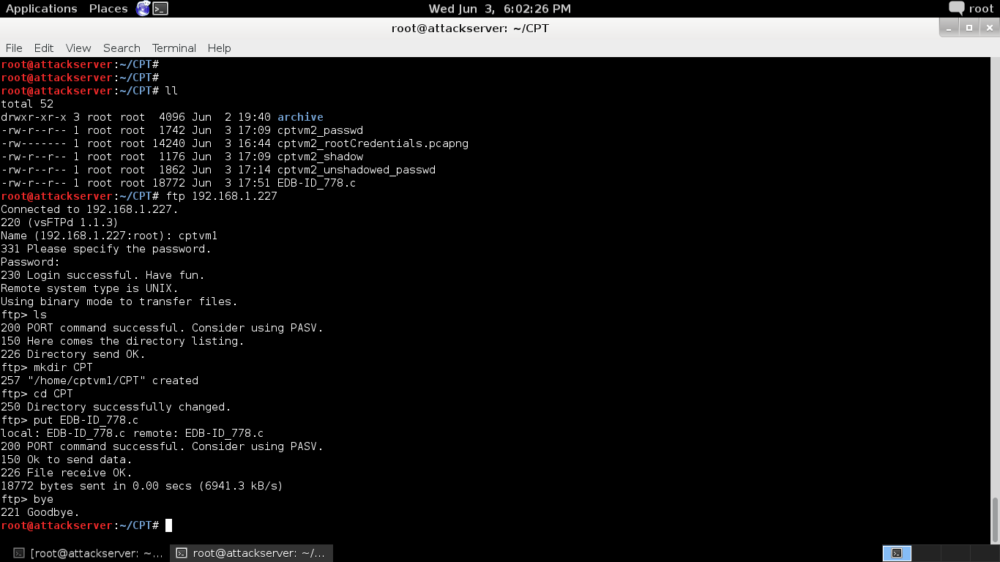 Applications Places Wed Jun 3, 6:02:26 PM root
root@attackserver: ~/CPT
File Edit View Search Terminal Help
root@attackserver:~/CPT#
root@attackserver:~/CPT#
root@attackserver:~/CPT# ll
total 52
drwxr-xr-x 3 root root  4096 Jun  2 19:40 archive
-rw-r--r-- 1 root root  1742 Jun  3 17:09 cptvm2_passwd
-rw------- 1 root root 14240 Jun  3 16:44 cptvm2_rootCredentials.pcapng
-rw-r--r-- 1 root root  1176 Jun  3 17:09 cptvm2_shadow
-rw-r--r-- 1 root root  1862 Jun  3 17:14 cptvm2_unshadowed_passwd
-rw-r--r-- 1 root root 18772 Jun  3 17:51 EDB-ID_778.c
root@attackserver:~/CPT# ftp 192.168.1.227
Connected to 192.168.1.227.
220 (vsFTPd 1.1.3)
Name (192.168.1.227:root): cptvm1
331 Please specify the password.
Password:
230 Login successful. Have fun.
Remote system type is UNIX.
Using binary mode to transfer files.
ftp> ls
200 PORT command successful. Consider using PASV.
150 Here comes the directory listing.
226 Directory send OK.
ftp> mkdir CPT
257 "/home/cptvm1/CPT" created
ftp> cd CPT
250 Directory successfully changed.
ftp> put EDB-ID_778.c
local: EDB-ID_778.c remote: EDB-ID_778.c
200 PORT command successful. Consider using PASV.
150 Ok to send data.
226 File receive OK.
18772 bytes sent in 0.00 secs (6941.3 kB/s)
ftp> bye
221 Goodbye.
root@attackserver:~/CPT#
[root@attackserver: ~... root@attackserver: ~/...